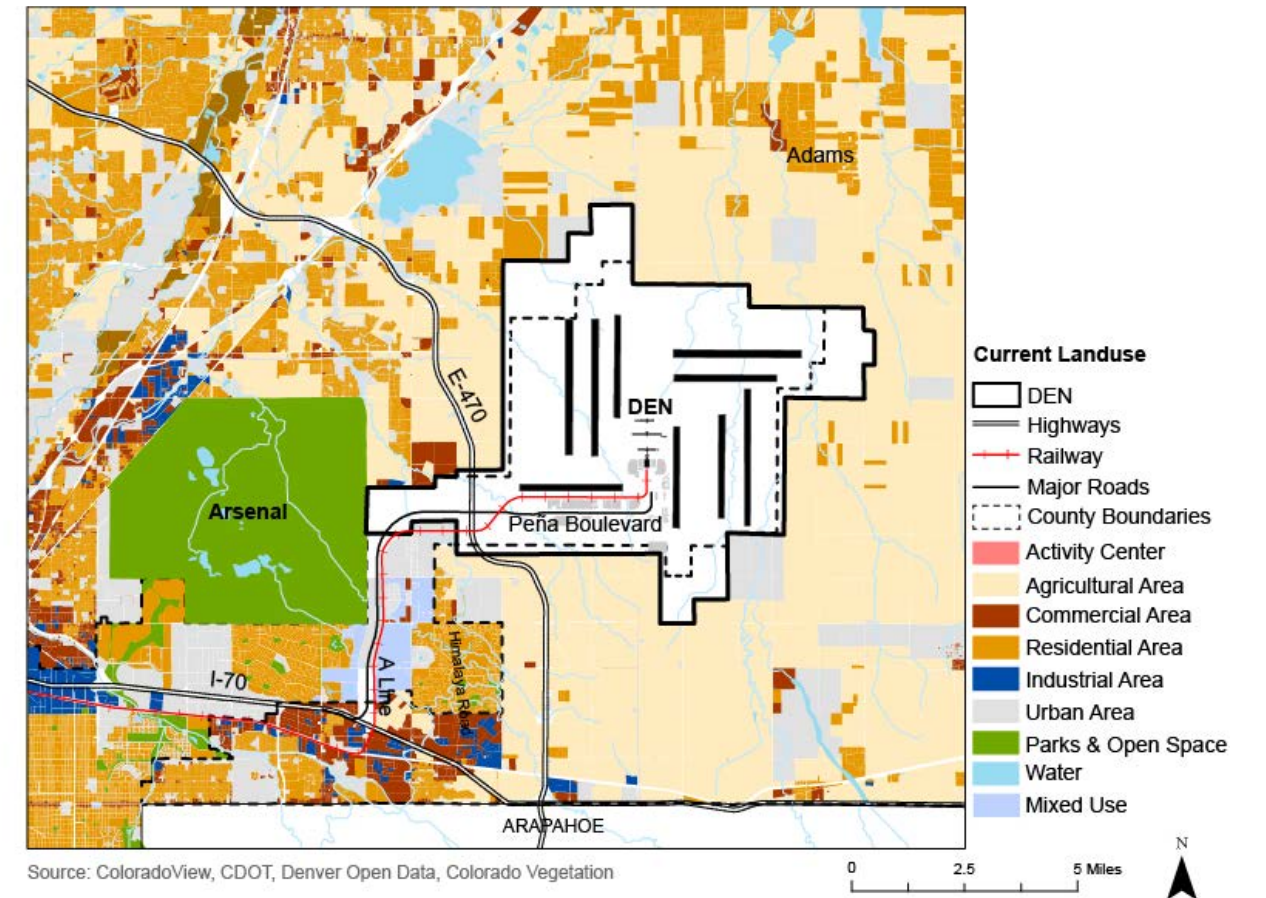 Adams
E-470
DEN
Arsenal
Peña Boulevard
Himalaya Road
I-70
A Line
ARAPAHOE
Current Landuse
DEN
Highways
Railway
Major Roads
County Boundaries
Activity Center
Agricultural Area
Commercial Area
Residential Area
Industrial Area
Urban Area
Parks & Open Space
Water
Mixed Use
Source: ColoradoView, CDOT, Denver Open Data, Colorado Vegetation
0 2.5 5 Miles
N